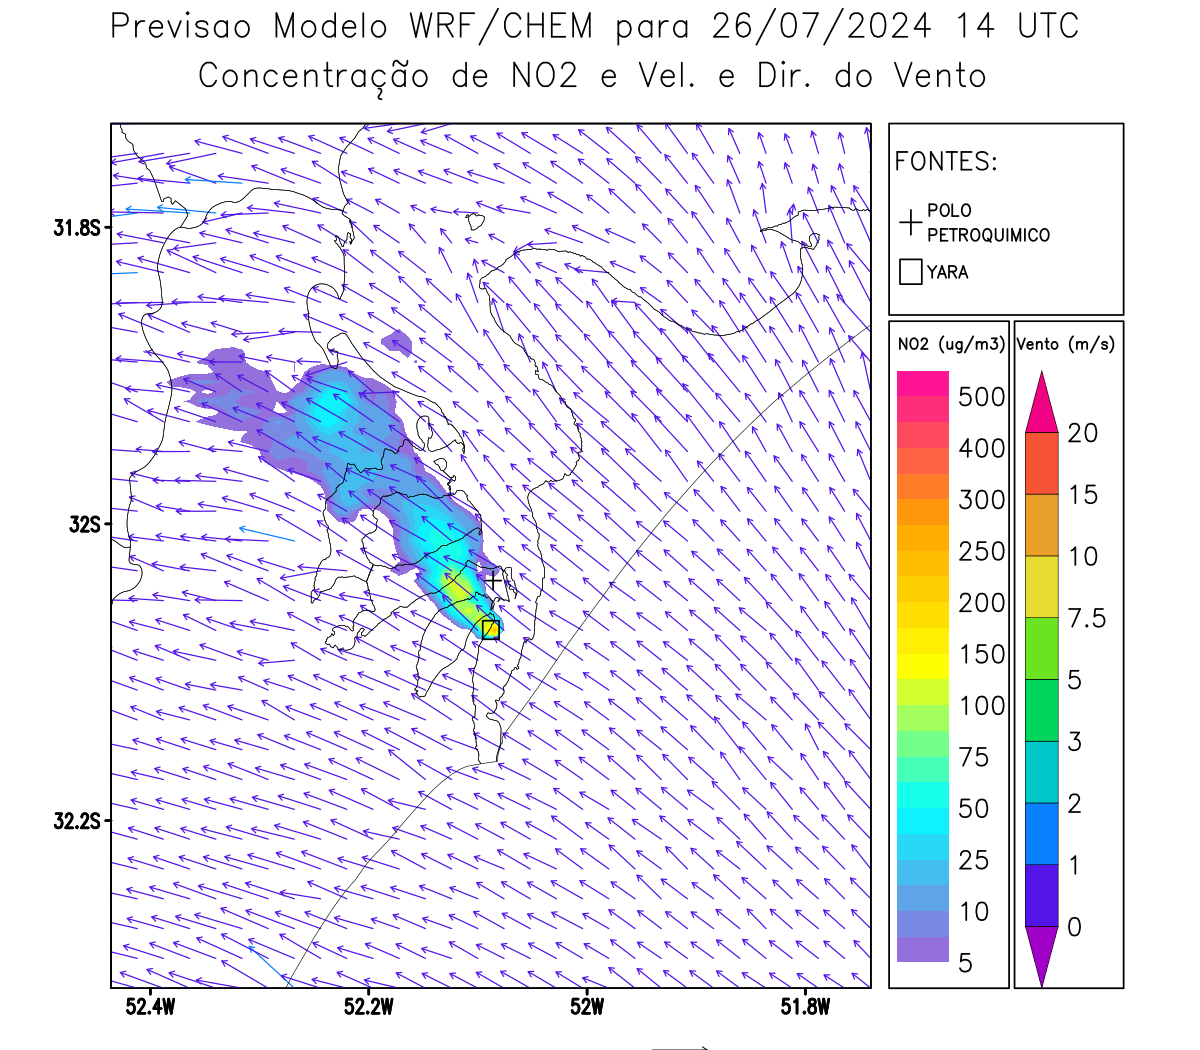 Previsao Modelo WRF/CHEM para 26/07/2024 14 UTC
Concentração de NO2 e Vel. e Dir. do Vento
FONTES:
POLO
PETROQUIMICO
YARA
NO2 (ug/m3)
500
400
300
250
200
150
100
75
50
25
10
5
Vento (m/s)
20
15
10
7.5
5
3
2
1
0
31.8S
32S
32.2S
52.4W
52.2W
52W
51.8W